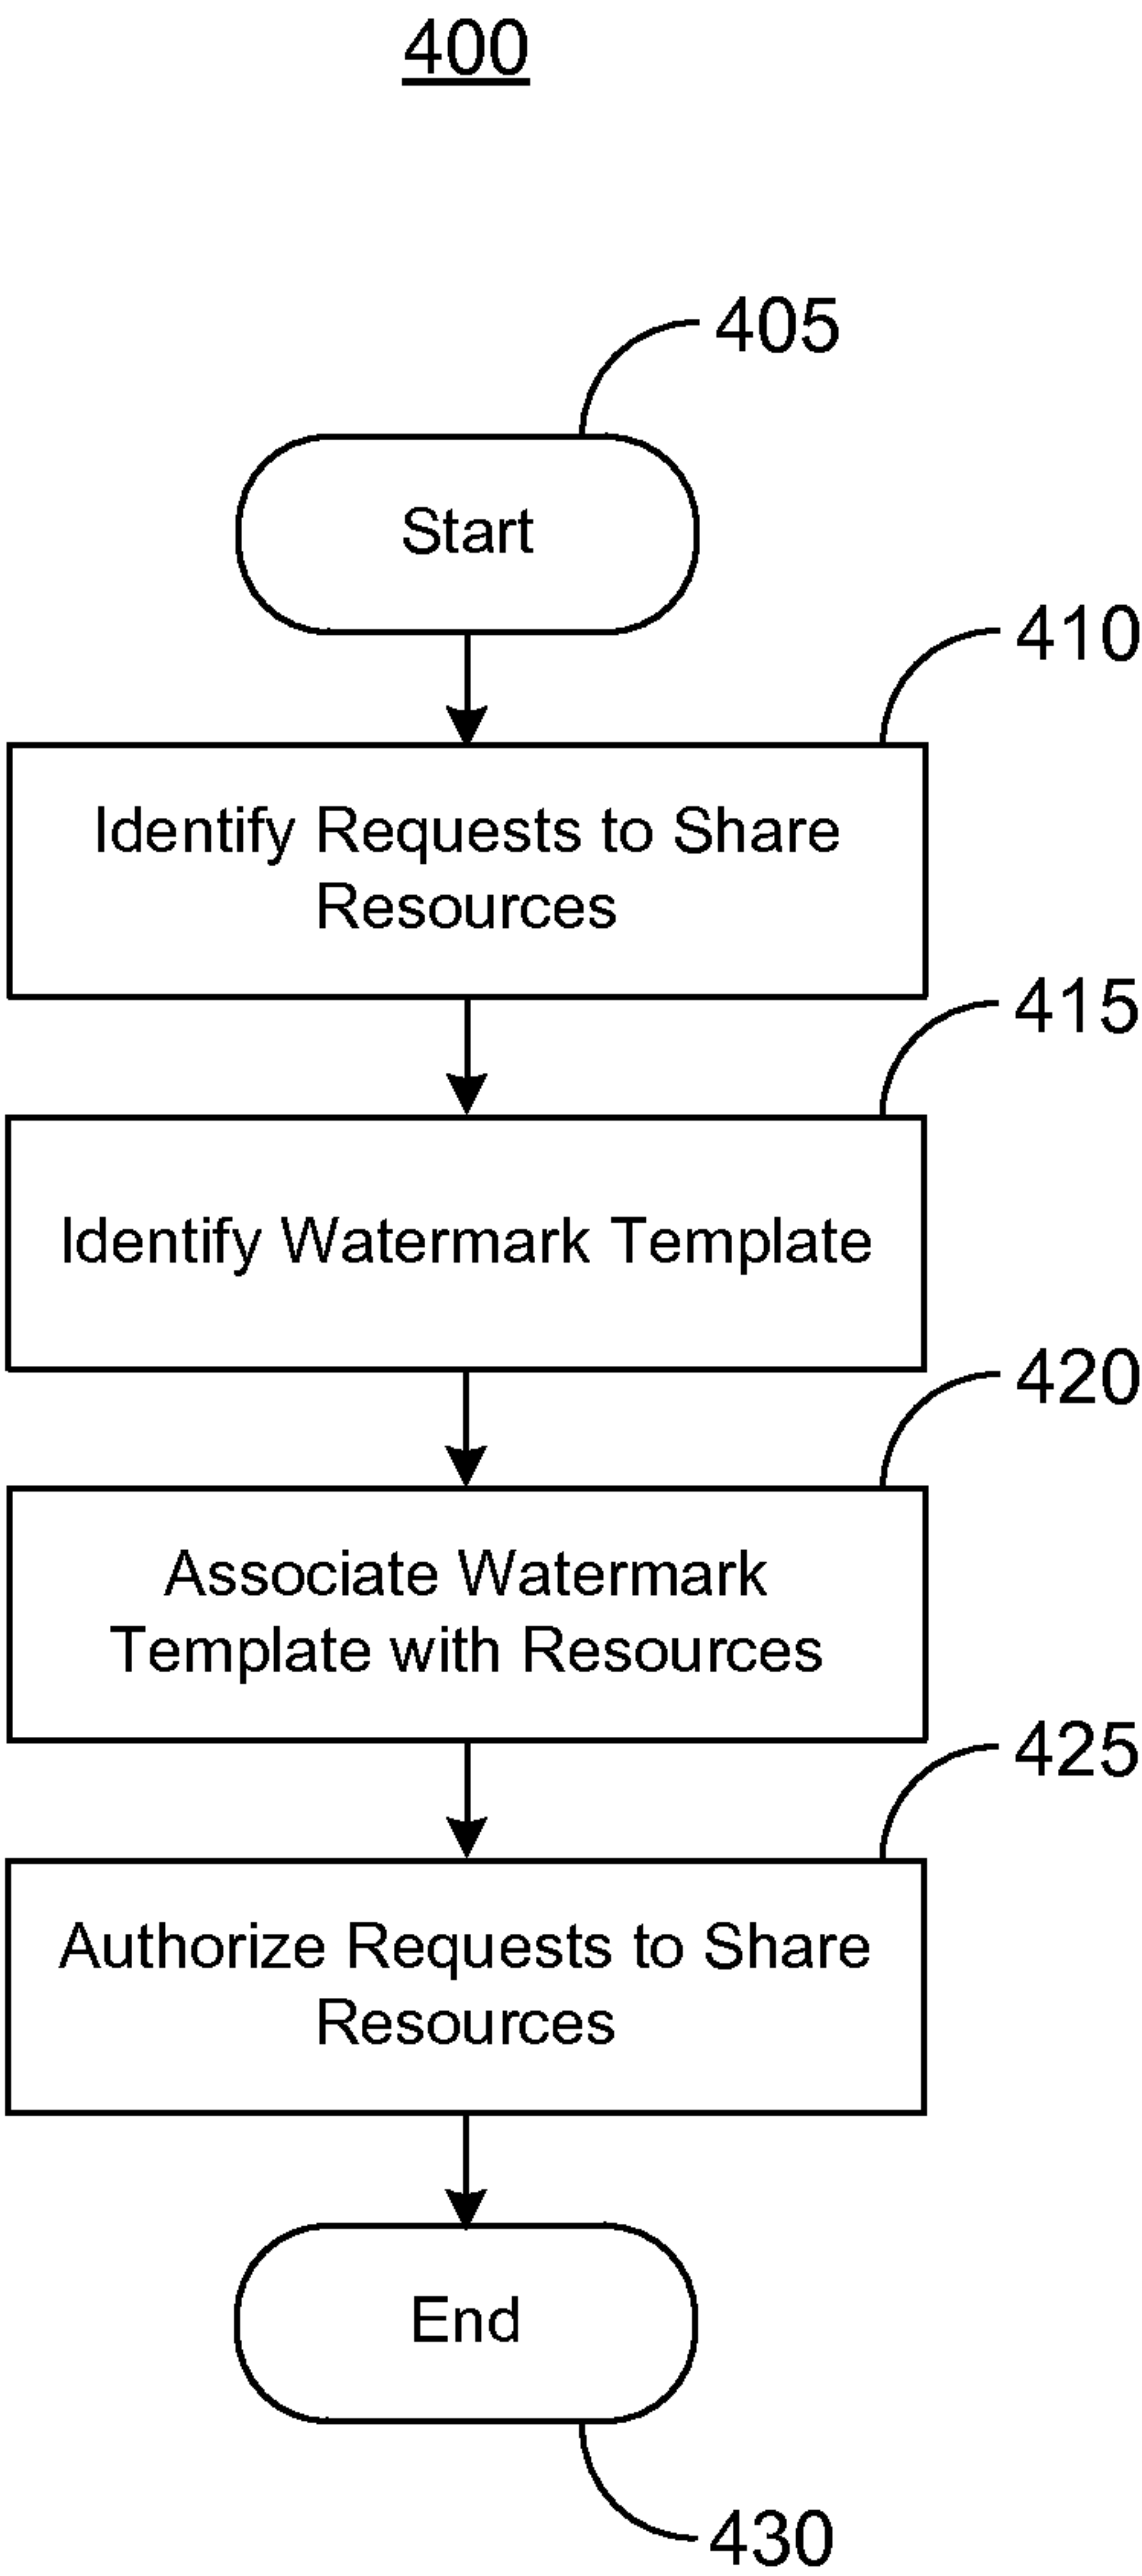 400
405
Start
410
Identify Requests to Share
Resources
415
Identify Watermark Template
420
Associate Watermark
Template with Resources
425
Authorize Requests to Share
Resources
End
430